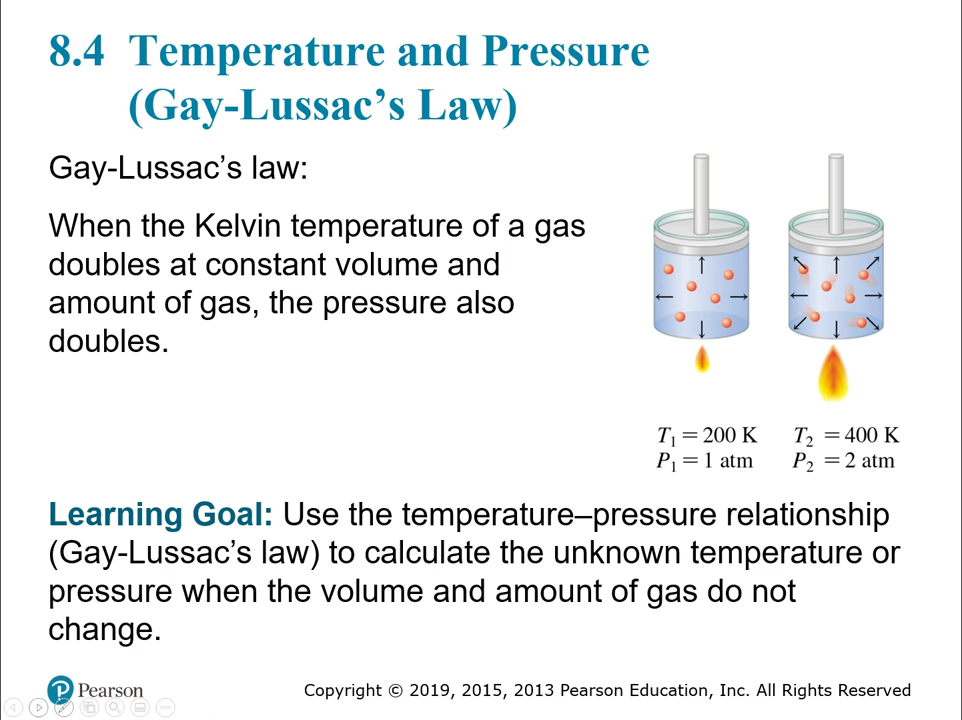 8.4 Temperature and Pressure
(Gay-Lussac’s Law)
Gay-Lussac’s law:
When the Kelvin temperature of a gas
doubles at constant volume and
amount of gas, the pressure also
doubles.
T₁ = 200 K
P₁ = 1 atm
T₂ = 400 K
P₂ = 2 atm
Learning Goal: Use the temperature–pressure relationship
(Gay-Lussac’s law) to calculate the unknown temperature or
pressure when the volume and amount of gas do not
change.
P Pearson
Copyright © 2019, 2015, 2013 Pearson Education, Inc. All Rights Reserved